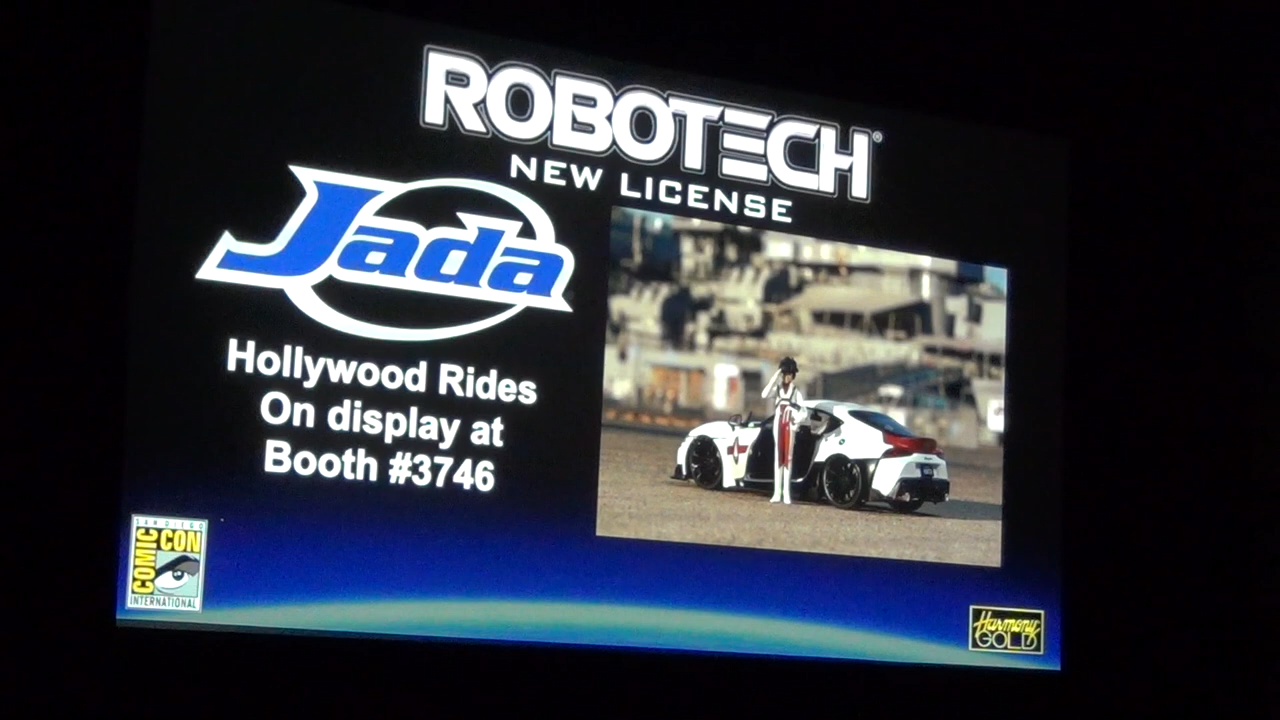 ROBOTECH®
NEW LICENSE
Jada
Hollywood Rides
On display at
Booth #3746
SAN DIEGO
COMIC CON
INTERNATIONAL
Harmony
GOLD